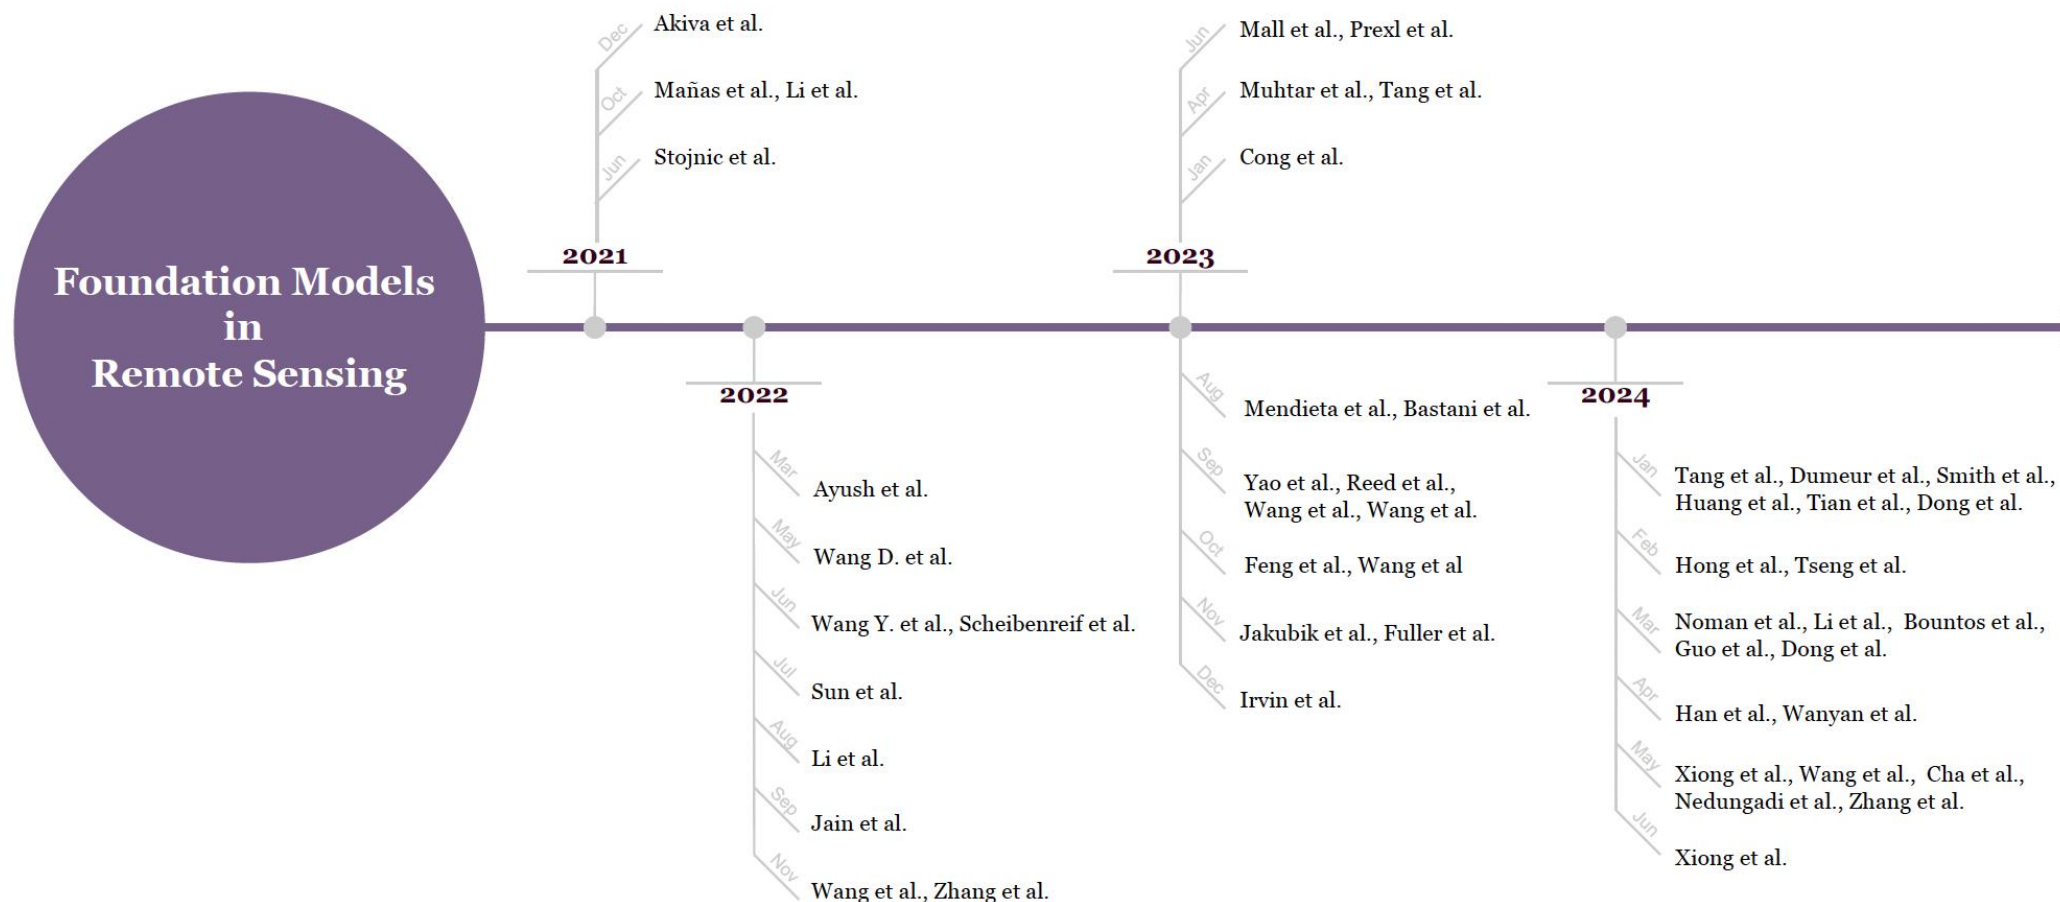 Foundation Models
in
Remote Sensing
2021
Dec
Akiva et al.
Oct
Mañas et al., Li et al.
Jun
Stojnic et al.
2022
Mar
Ayush et al.
May
Wang D. et al.
Jun
Wang Y. et al., Scheibenreif et al.
Jul
Sun et al.
Aug
Li et al.
Sep
Jain et al.
Nov
Wang et al., Zhang et al.
2023
Jun
Mall et al., Prexl et al.
Apr
Muhtar et al., Tang et al.
Jan
Cong et al.
Aug
Mendieta et al., Bastani et al.
Sep
Yao et al., Reed et al.,
Wang et al., Wang et al.
Oct
Feng et al., Wang et al
Nov
Jakubik et al., Fuller et al.
Dec
Irvin et al.
2024
Jan
Tang et al., Dumeur et al., Smith et al.,
Huang et al., Tian et al., Dong et al.
Feb
Hong et al., Tseng et al.
Mar
Noman et al., Li et al., Bountos et al.,
Guo et al., Dong et al.
Apr
Han et al., Wanyan et al.
May
Xiong et al., Wang et al., Cha et al.,
Nedungadi et al., Zhang et al.
Jun
Xiong et al.